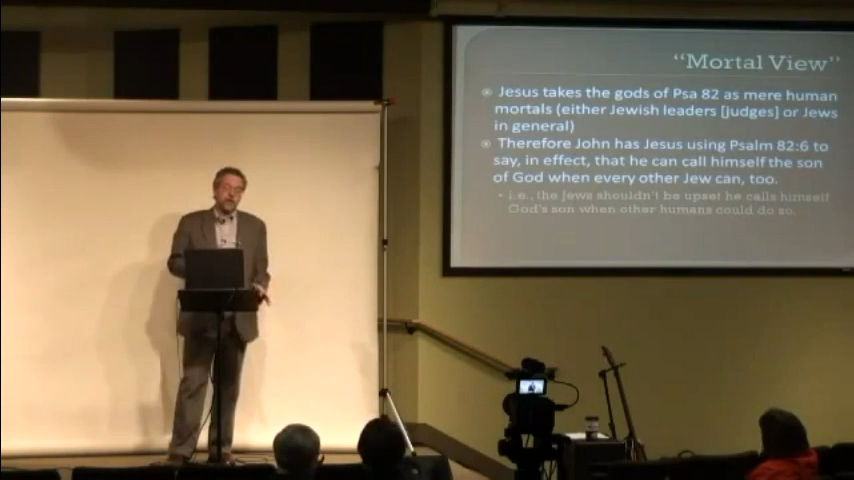 “Mortal View”
Jesus takes the gods of Psa 82 as mere human
mortals (either Jewish leaders [judges] or Jews
in general)
Therefore John has Jesus using Psalm 82:6 to
say, in effect, that he can call himself the son
of God when every other Jew can, too.
- i.e., the Jews shouldn't be upset he calls himself
God's son when other humans could do so.